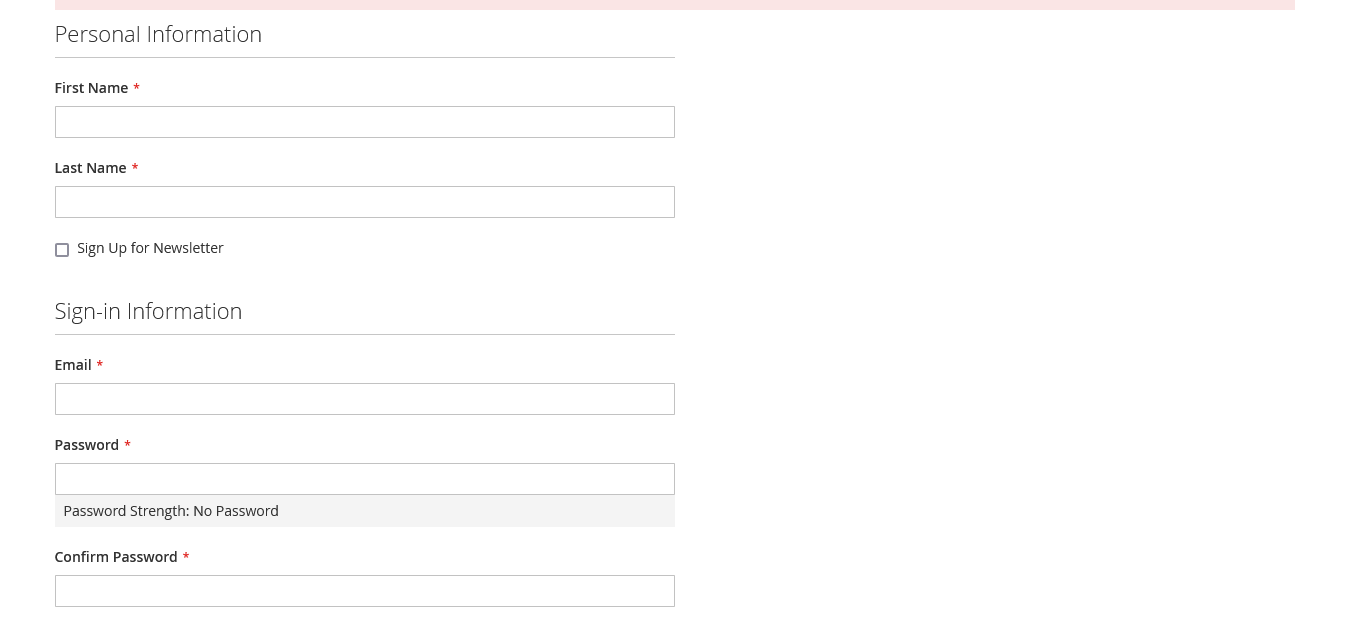 Personal Information
First Name *
Last Name *
Sign Up for Newsletter
Sign-in Information
Email *
Password *
Password Strength: No Password
Confirm Password *